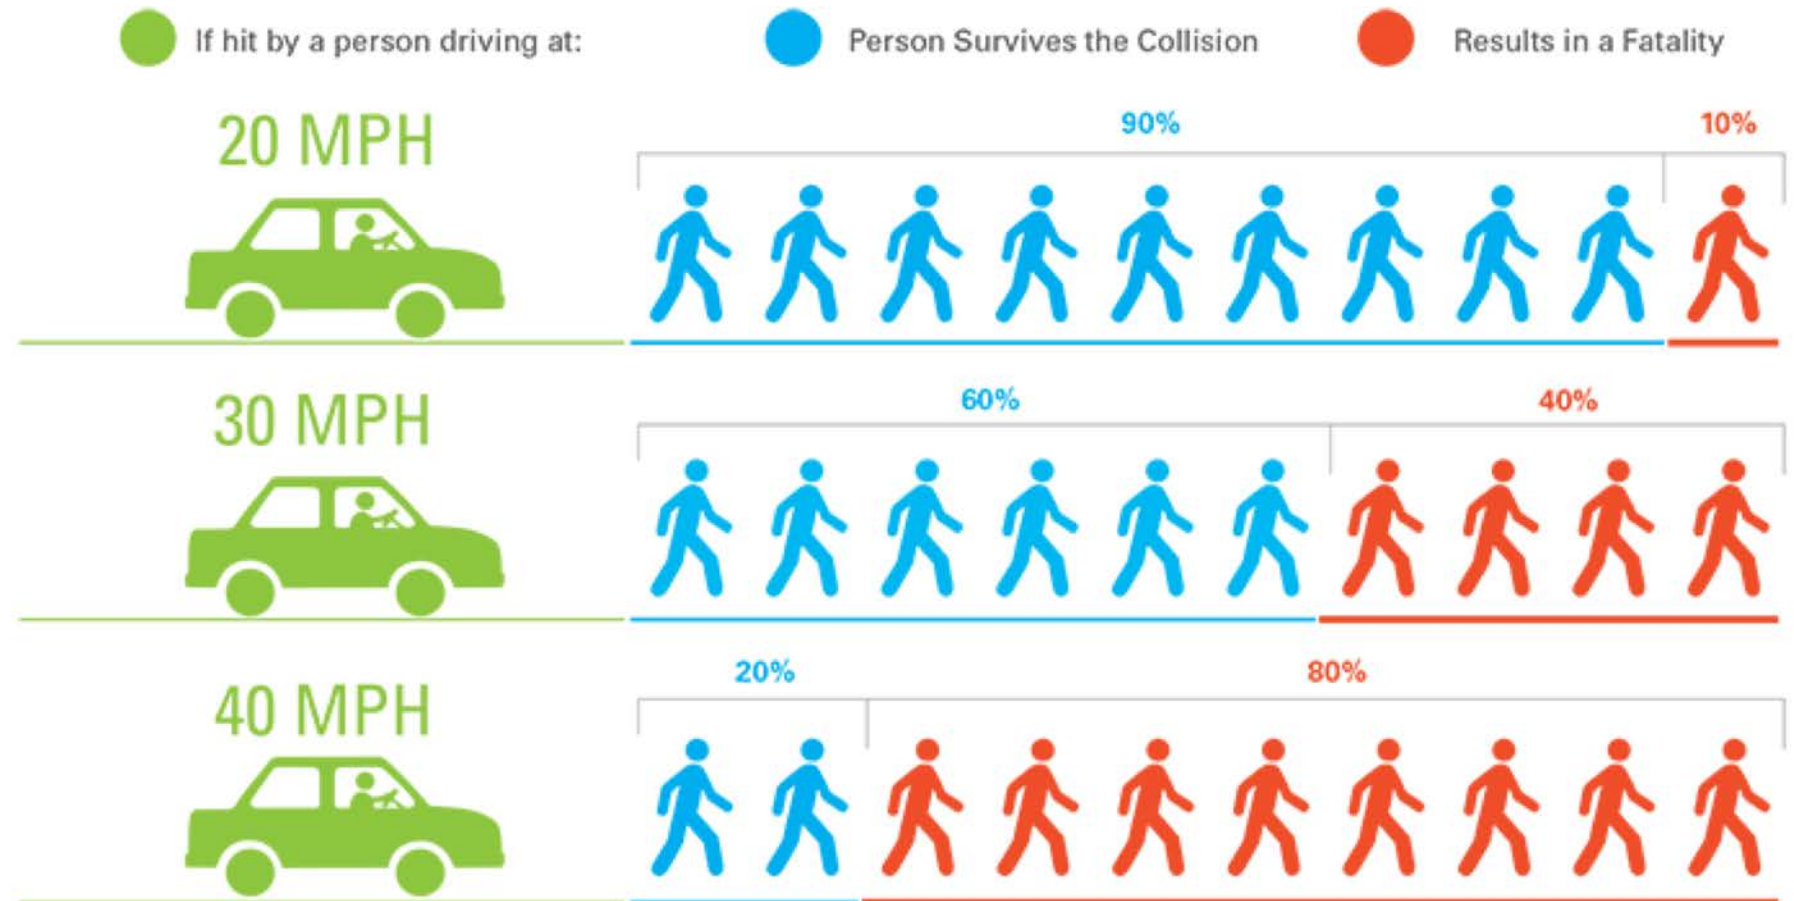 If hit by a person driving at:
Person Survives the Collision
Results in a Fatality
20 MPH
90%
10%
30 MPH
60%
40%
40 MPH
20%
80%